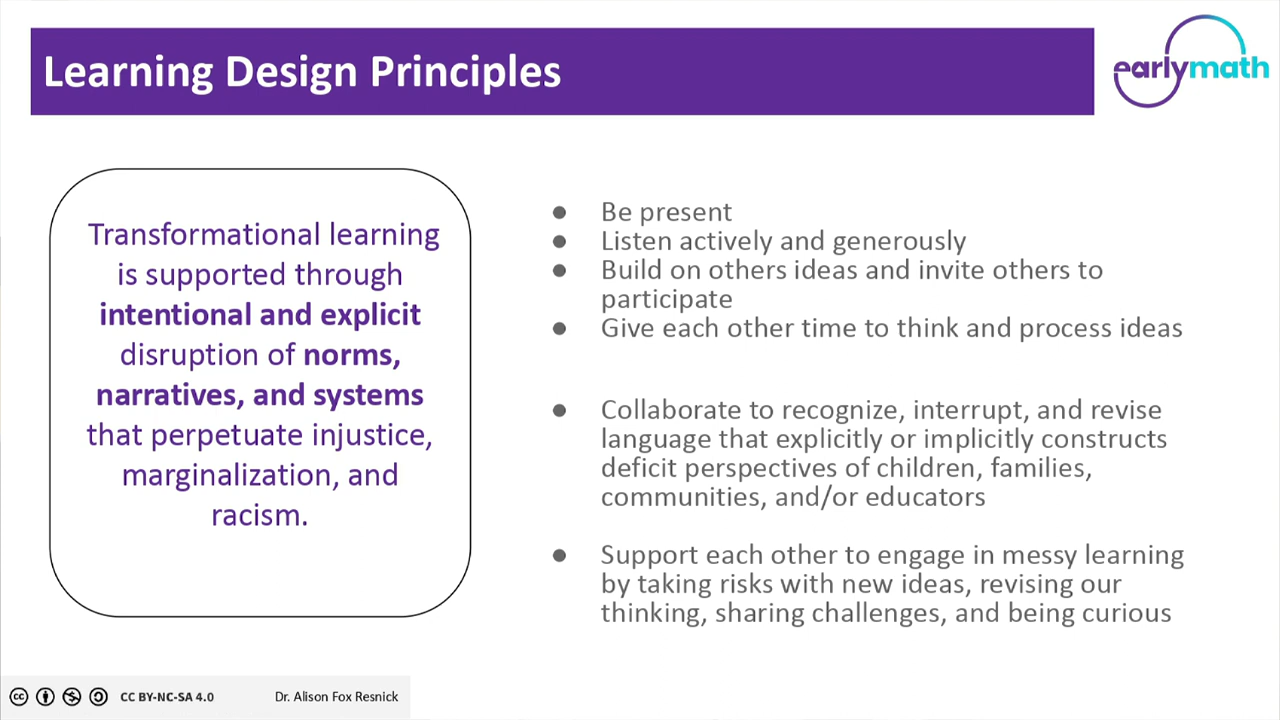 Learning Design Principles
earlymath
Transformational learning
is supported through
intentional and explicit
disruption of norms,
narratives, and systems
that perpetuate injustice,
marginalization, and
racism.
● Be present
● Listen actively and generously
● Build on others ideas and invite others to
participate
● Give each other time to think and process ideas
● Collaborate to recognize, interrupt, and revise
language that explicitly or implicitly constructs
deficit perspectives of children, families,
communities, and/or educators
● Support each other to engage in messy learning
by taking risks with new ideas, revising our
thinking, sharing challenges, and being curious
cc CC BY-NC-SA 4.0 Dr. Alison Fox Resnick